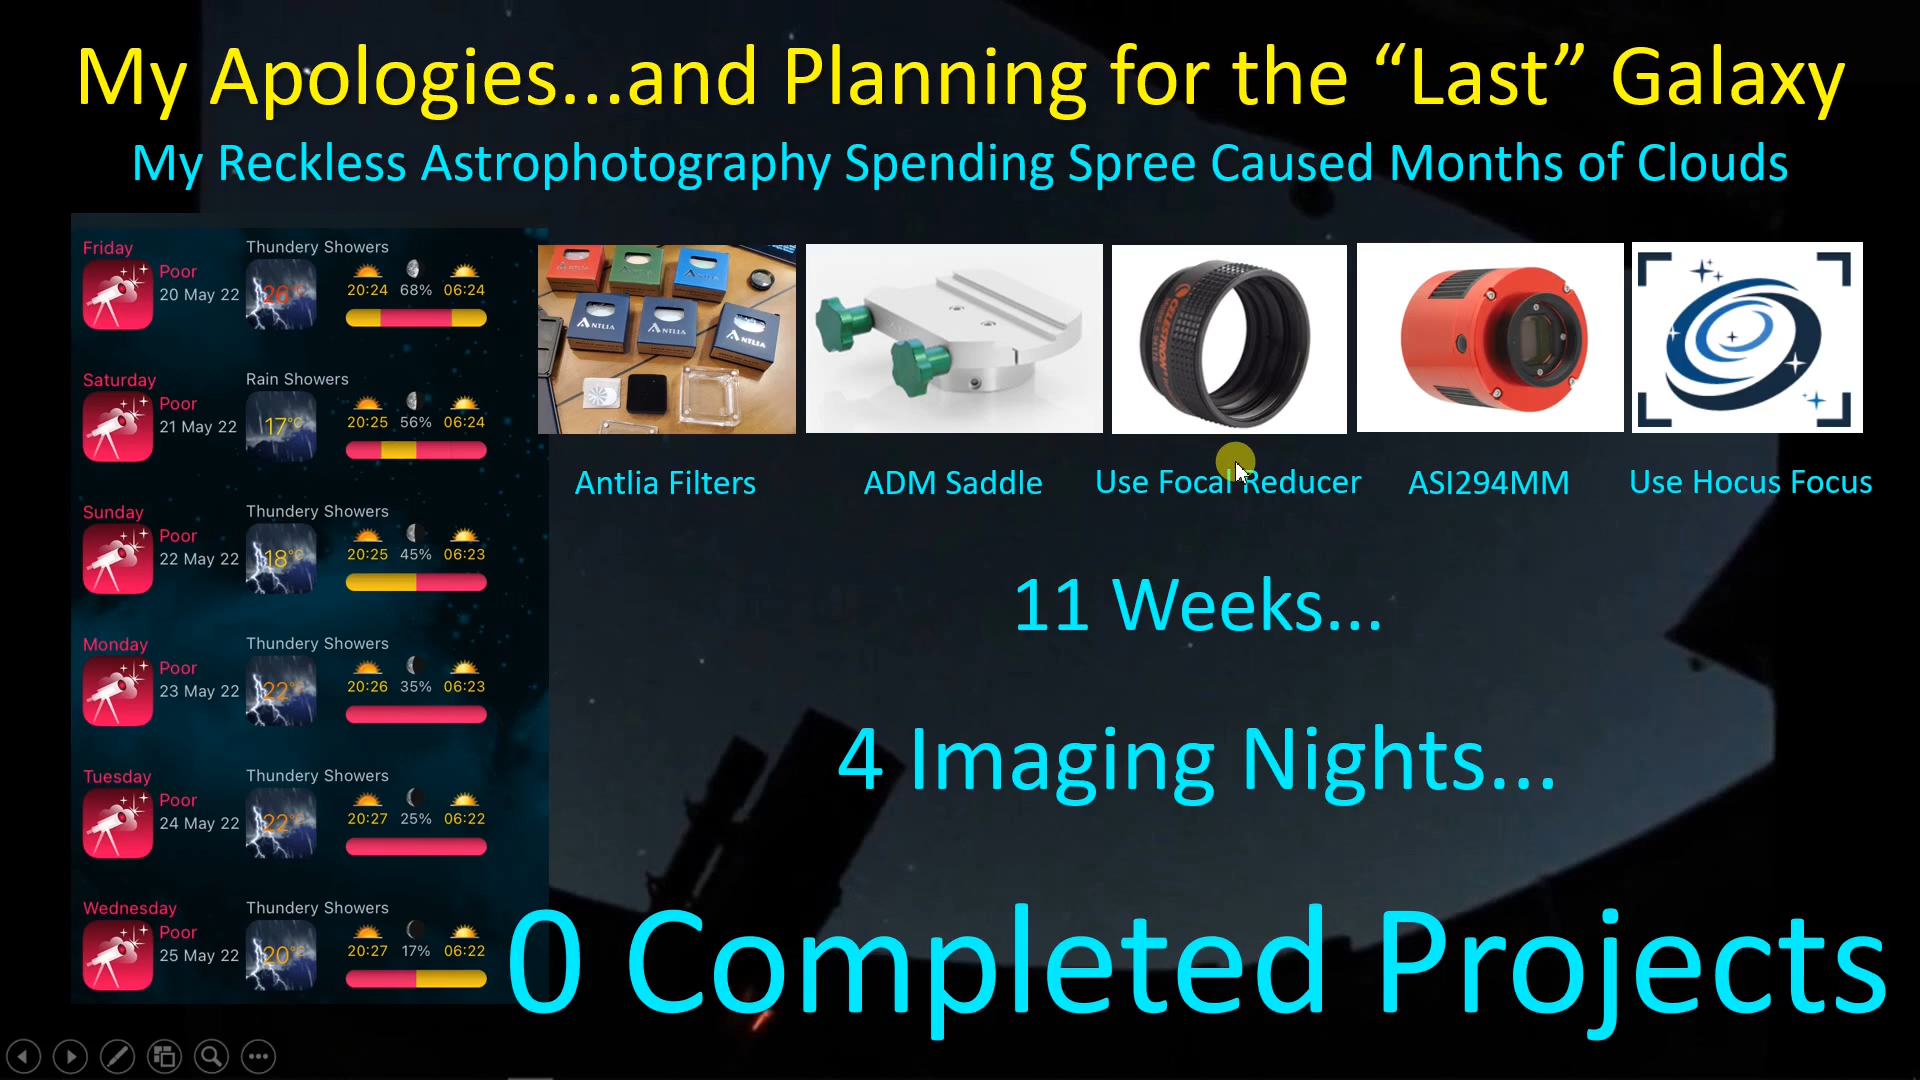 My Apologies...and Planning for the “Last” Galaxy
My Reckless Astrophotography Spending Spree Caused Months of Clouds
Friday
Poor
20 May 22
Thundery Showers
26°C
20:24 68% 06:24
Saturday
Poor
21 May 22
Rain Showers
17°C
20:25 56% 06:24
Sunday
Poor
22 May 22
Thundery Showers
18°C
20:25 45% 06:23
Monday
Poor
23 May 22
Thundery Showers
22°C
20:26 35% 06:23
Tuesday
Poor
24 May 22
Thundery Showers
22°C
20:27 25% 06:22
Wednesday
Poor
25 May 22
Thundery Showers
20°C
20:27 17% 06:22
ANTLIA
ANTLIA
ANTLIA
CELESTRON
Antlia Filters
ADM Saddle
Use Focal Reducer
ASI294MM
Use Hocus Focus
11 Weeks...
4 Imaging Nights...
0 Completed Projects